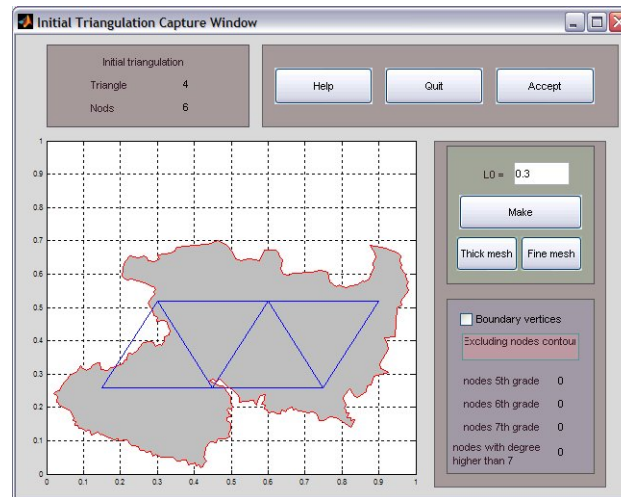 Initial Triangulation Capture Window
Initial triangulation
Triangle 4
Nods 6
Help Quit Accept
1
0.9
0.8
0.7
0.6
0.5
0.4
0.3
0.2
0.1
0
0 0.1 0.2 0.3 0.4 0.5 0.6 0.7 0.8 0.9 1
L0 = 0.3
Make
Thick mesh Fine mesh
Boundary vertices
Excluding nodes contou
nodes 5th grade 0
nodes 6th grade 0
nodes 7th grade 0
nodes with degree
higher than 7 0